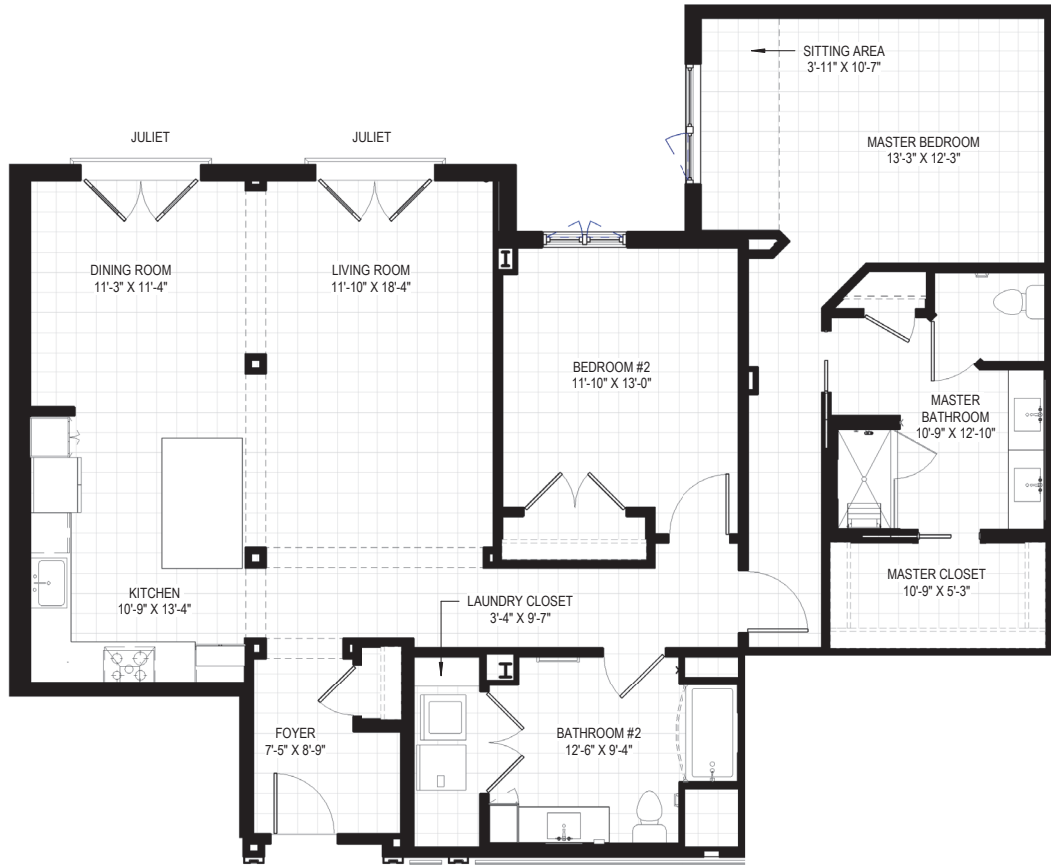 SITTING AREA
3'-11" X 10'-7"
JULIET
JULIET
MASTER BEDROOM
13'-3" X 12'-3"
DINING ROOM
11'-3" X 11'-4"
LIVING ROOM
11'-10" X 18'-4"
BEDROOM #2
11'-10" X 13'-0"
MASTER
BATHROOM
10'-9" X 12'-10"
KITCHEN
10'-9" X 13'-4"
LAUNDRY CLOSET
3'-4" X 9'-7"
MASTER CLOSET
10'-9" X 5'-3"
FOYER
7'-5" X 8'-9"
BATHROOM #2
12'-6" X 9'-4"